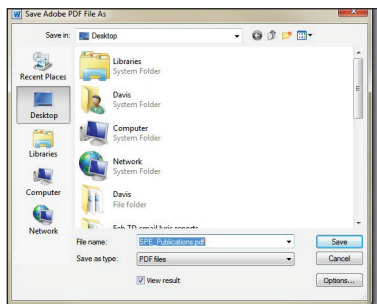 Save Adobe PDF File As
Save in: Desktop
Recent Places
Desktop
Libraries
Computer
Network
Libraries
System Folder
Davis
System Folder
Computer
System Folder
Network
System Folder
Davis
File folder
File name: SPE_Publications.pdf
Save as type: PDF files
View result
Save
Cancel
Options...